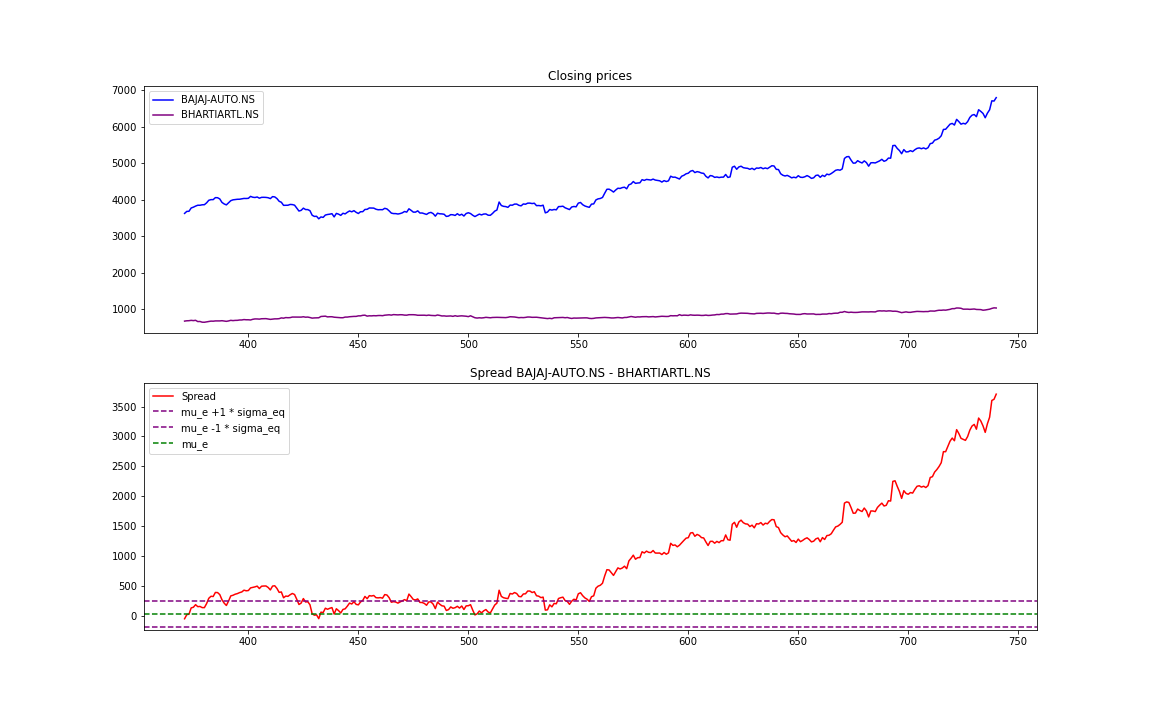 Closing prices
7000
6000
5000
4000
3000
2000
1000
BAJAJ-AUTO.NS
BHARTIARTL.NS
400 450 500 550 600 650 700 750
Spread BAJAJ-AUTO.NS - BHARTIARTL.NS
3500
3000
2500
2000
1500
1000
500
0
Spread
mu_e +1 * sigma_eq
mu_e -1 * sigma_eq
mu_e
400 450 500 550 600 650 700 750